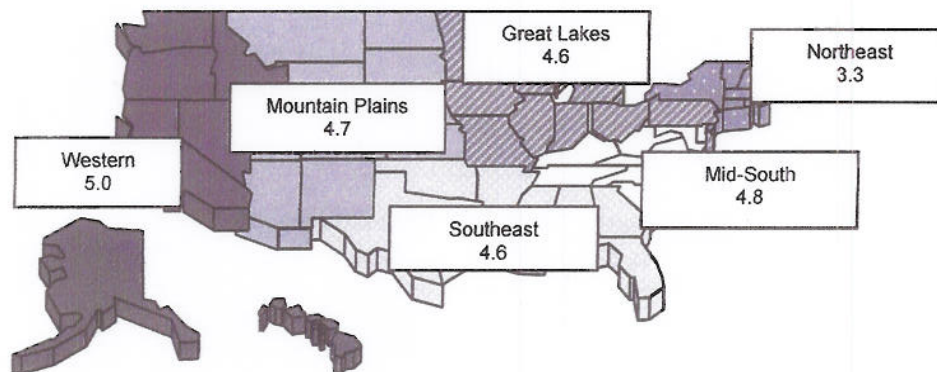 Great Lakes
4.6
Northeast
3.3
Mountain Plains
4.7
Western
5.0
Mid-South
4.8
Southeast
4.6